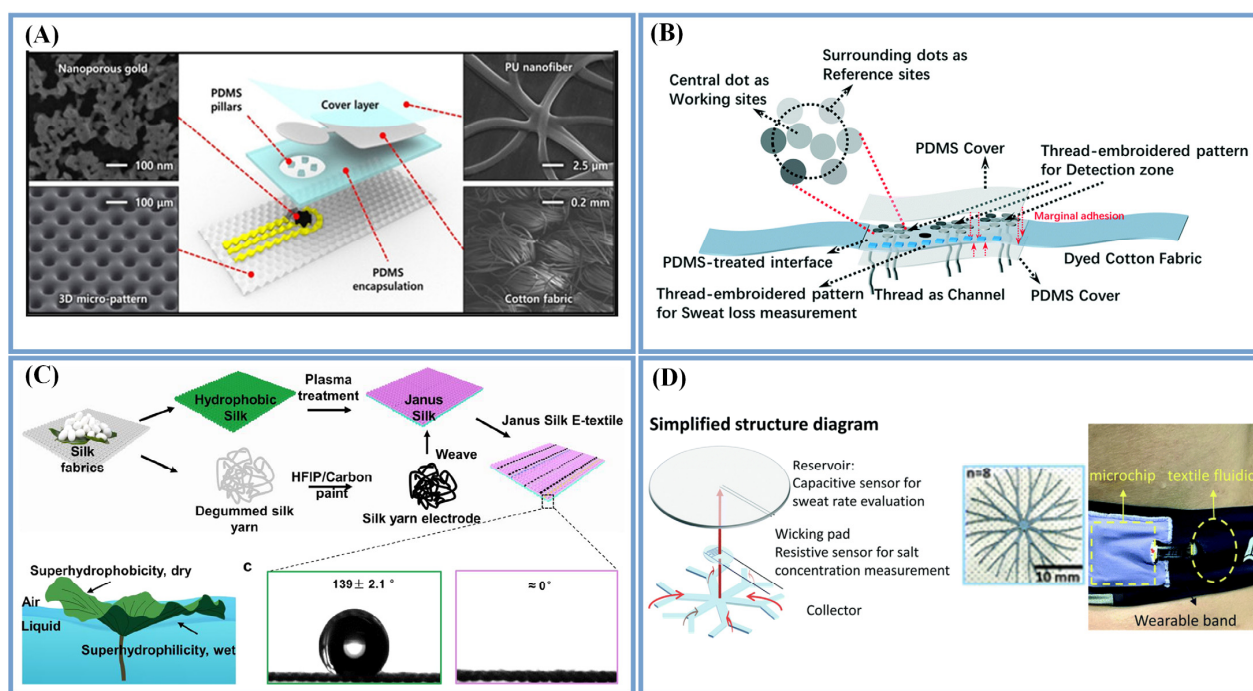 (A)
Nanoporous gold
100 nm
100 µm
3D micro-pattern
PDMS
pillars
Cover layer
PDMS
encapsulation
PU nanofiber
2.5 µm
0.2 mm
Cotton fabric
(B)
Central dot as
Working sites
Surrounding dots as
Reference sites
PDMS Cover
Thread-embroidered pattern
for Detection zone
Marginal adhesion
PDMS-treated interface
Dyed Cotton Fabric
Thread-embroidered pattern
for Sweat loss measurement
Thread as Channel
PDMS Cover
(C)
Silk
fabrics
Hydrophobic
Silk
Plasma
treatment
Janus
Silk
Janus Silk E-textile
Weave
Degummed silk
yarn
HFIP/Carbon
paint
Silk yarn electrode
Superhydrophobicity, dry
Air
Liquid
Superhydrophilicity, wet
c
139± 2.1 °
≈ 0°
(D)
Simplified structure diagram
Reservoir:
Capacitive sensor for
sweat rate evaluation
Wicking pad
Resistive sensor for salt
concentration measurement
Collector
n=8
10 mm
microchip
textile fluidic
Wearable band